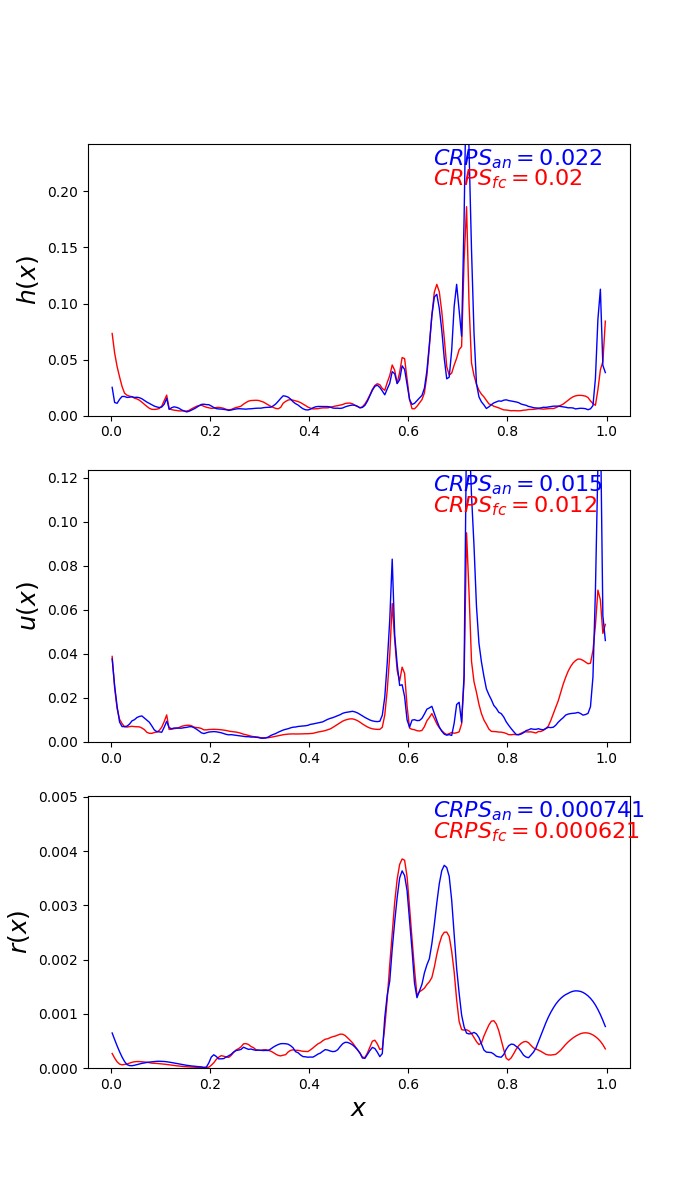 CRPS_an = 0.022
CRPS_fc = 0.02
0.20
0.15
0.10
0.05
0.00
h(x)
0.0 0.2 0.4 0.6 0.8 1.0
CRPS_an = 0.015
CRPS_fc = 0.012
0.12
0.10
0.08
0.06
0.04
0.02
0.00
u(x)
0.0 0.2 0.4 0.6 0.8 1.0
CRPS_an = 0.000741
CRPS_fc = 0.000621
0.005
0.004
0.003
0.002
0.001
0.000
r(x)
0.0 0.2 0.4 0.6 0.8 1.0
x